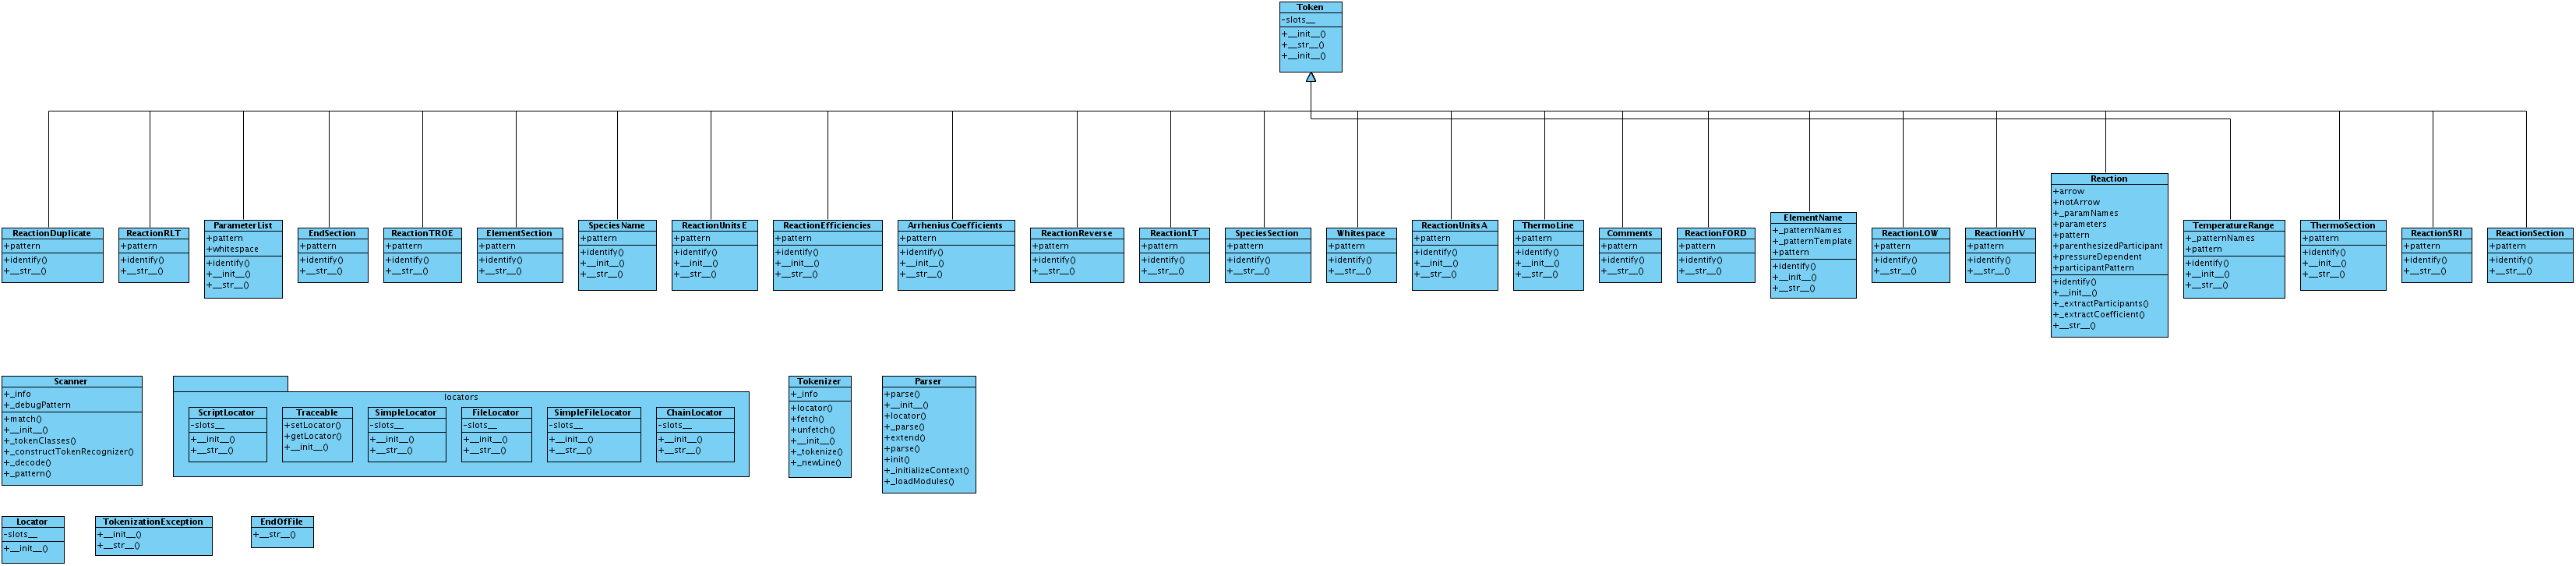 Token
-slots__
+__init__()
+__str__()
+__init__()
ReactionDuplicate
+pattern
+identify()
+__str__()
ReactionRLT
+pattern
+identify()
+__str__()
ParameterList
+pattern
+whitespace
+identify()
+__init__()
+__str__()
EndSection
+pattern
+identify()
+__str__()
ReactionTROE
+pattern
+identify()
+__str__()
ElementSection
+pattern
+identify()
+__str__()
SpeciesName
+pattern
+identify()
+__init__()
+__str__()
ReactionUnitsE
+pattern
+identify()
+__init__()
+__str__()
ReactionEfficiencies
+pattern
+identify()
+__init__()
+__str__()
ArrheniusCoefficients
+pattern
+identify()
+__init__()
+__str__()
ReactionReverse
+pattern
+identify()
+__str__()
ReactionLT
+pattern
+identify()
+__str__()
SpeciesSection
+pattern
+identify()
+__str__()
Whitespace
+pattern
+identify()
+__str__()
ReactionUnitsA
+pattern
+identify()
+__init__()
+__str__()
ThermoLine
+pattern
+identify()
+__init__()
+__str__()
Comments
+pattern
+identify()
+__str__()
ReactionFORD
+pattern
+identify()
+__str__()
ElementName
+_patternNames
+_patternTemplate
+pattern
+identify()
+__init__()
+__str__()
ReactionLOW
+pattern
+identify()
+__str__()
ReactionHV
+pattern
+identify()
+__str__()
Reaction
+arrow
+notArrow
+_paramNames
+parameters
+pattern
+parenthesizedParticipant
+pressureDependent
+participantPattern
+identify()
+__init__()
+_extractParticipants()
+_extractCoefficient()
+__str__()
TemperatureRange
+_patternNames
+pattern
+identify()
+__init__()
+__str__()
ThermoSection
+pattern
+identify()
+__init__()
+__str__()
ReactionSRI
+pattern
+identify()
+__str__()
ReactionSection
+pattern
+identify()
+__str__()
Scanner
+_info
+_debugPattern
+match()
+__init__()
+_tokenClasses()
+_constructTokenRecognizer()
+_decode()
+_pattern()
locators
ScriptLocator
-slots__
+__init__()
+__str__()
Traceable
+setLocator()
+getLocator()
+__init__()
SimpleLocator
-slots__
+__init__()
+__str__()
FileLocator
-slots__
+__init__()
+__str__()
SimpleFileLocator
-slots__
+__init__()
+__str__()
ChainLocator
-slots__
+__init__()
+__str__()
Tokenizer
+_info
+locator()
+fetch()
+unfetch()
+__init__()
+_tokenize()
+_newLine()
Parser
+parse()
+__init__()
+locator()
+_parse()
+extend()
+parse()
+init()
+_initializeContext()
+_loadModules()
Locator
-slots__
+__init__()
TokenizationException
+__init__()
+__str__()
EndOfFile
+__str__()